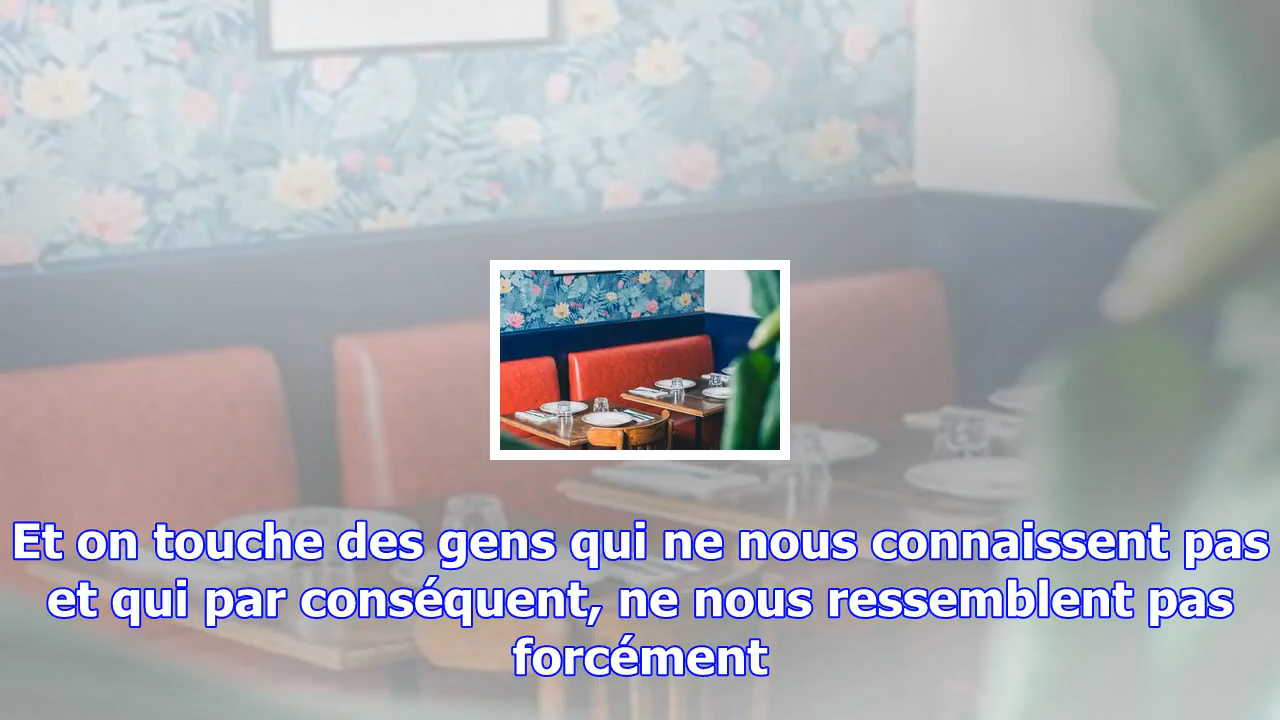 Et on touche des gens qui ne nous connaissent pas
et qui par conséquent, ne nous ressemblent pas
forcément